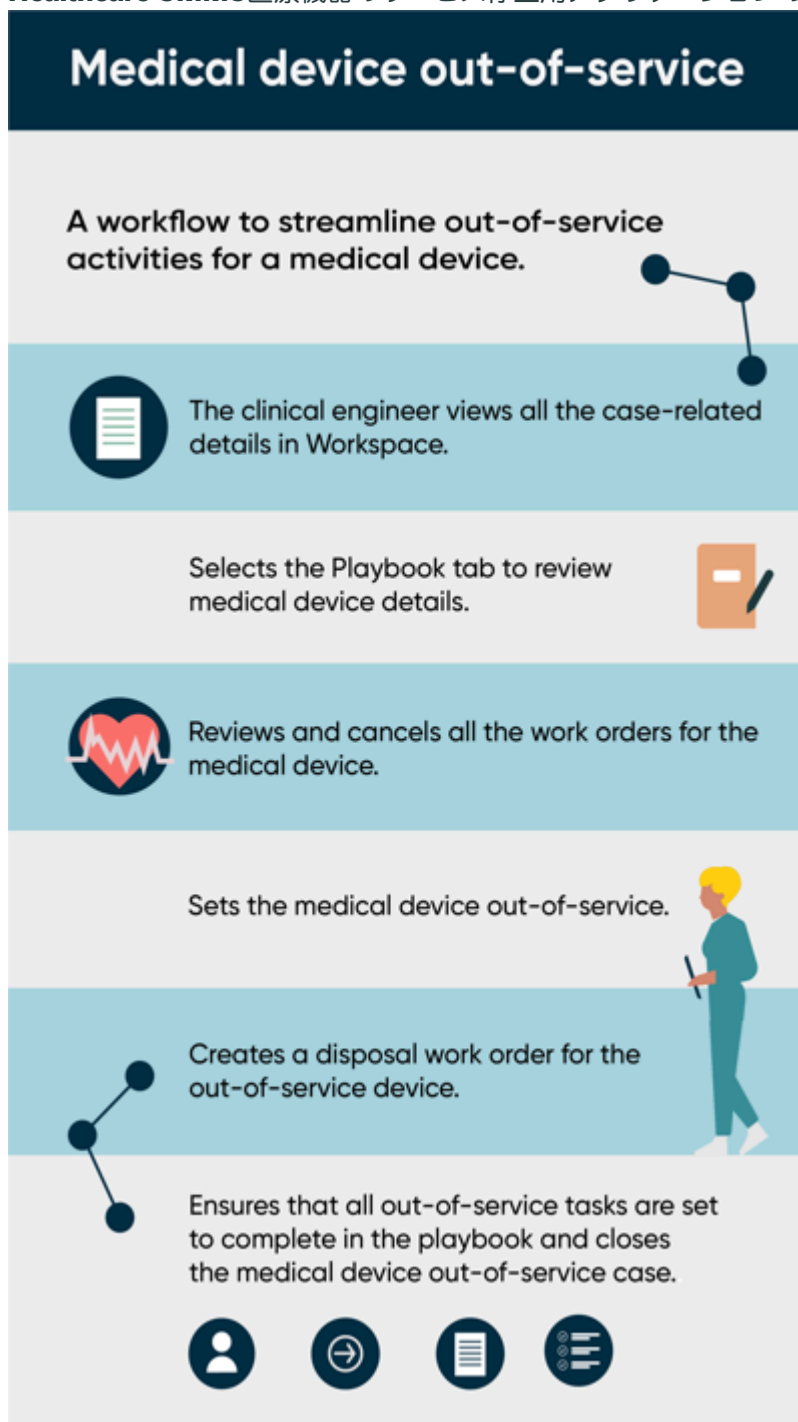 Medical device out-of-service
A workflow to streamline out-of-service
activities for a medical device.
The clinical engineer views all the case-related
details in Workspace.
Selects the Playbook tab to review
medical device details.
Reviews and cancels all the work orders for the
medical device.
Sets the medical device out-of-service.
Creates a disposal work order for the
out-of-service device.
Ensures that all out-of-service tasks are set
to complete in the playbook and closes
the medical device out-of-service case.